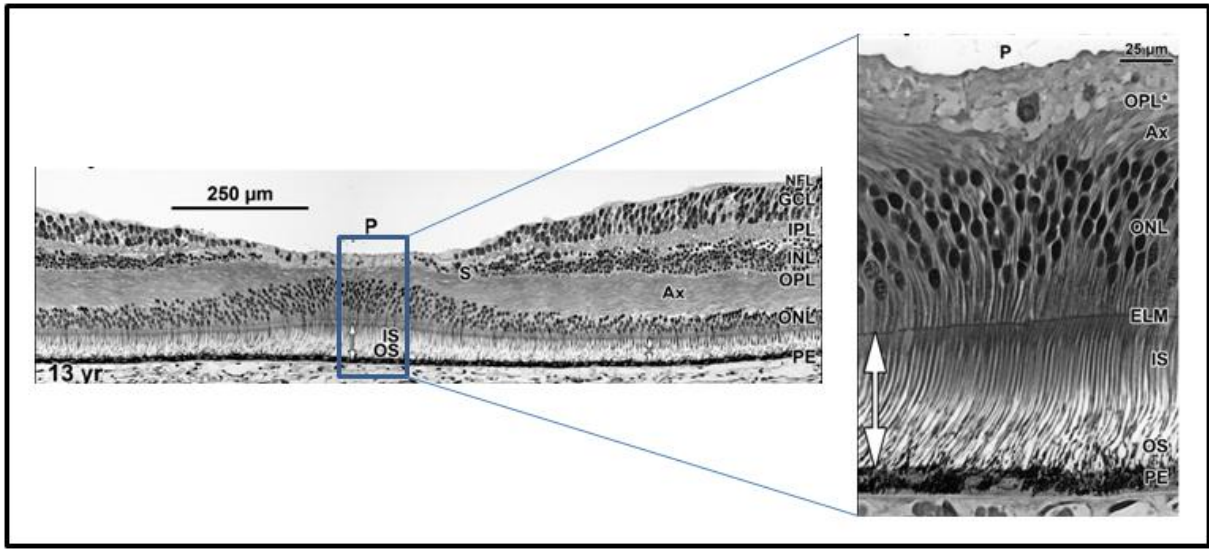 250 µm
P
NFL
GCL
IPL
INL
S
OPL
Ax
ONL
IS
OS
PE
13 yr
P
25 µm
OPL*
Ax
ONL
ELM
IS
OS
PE